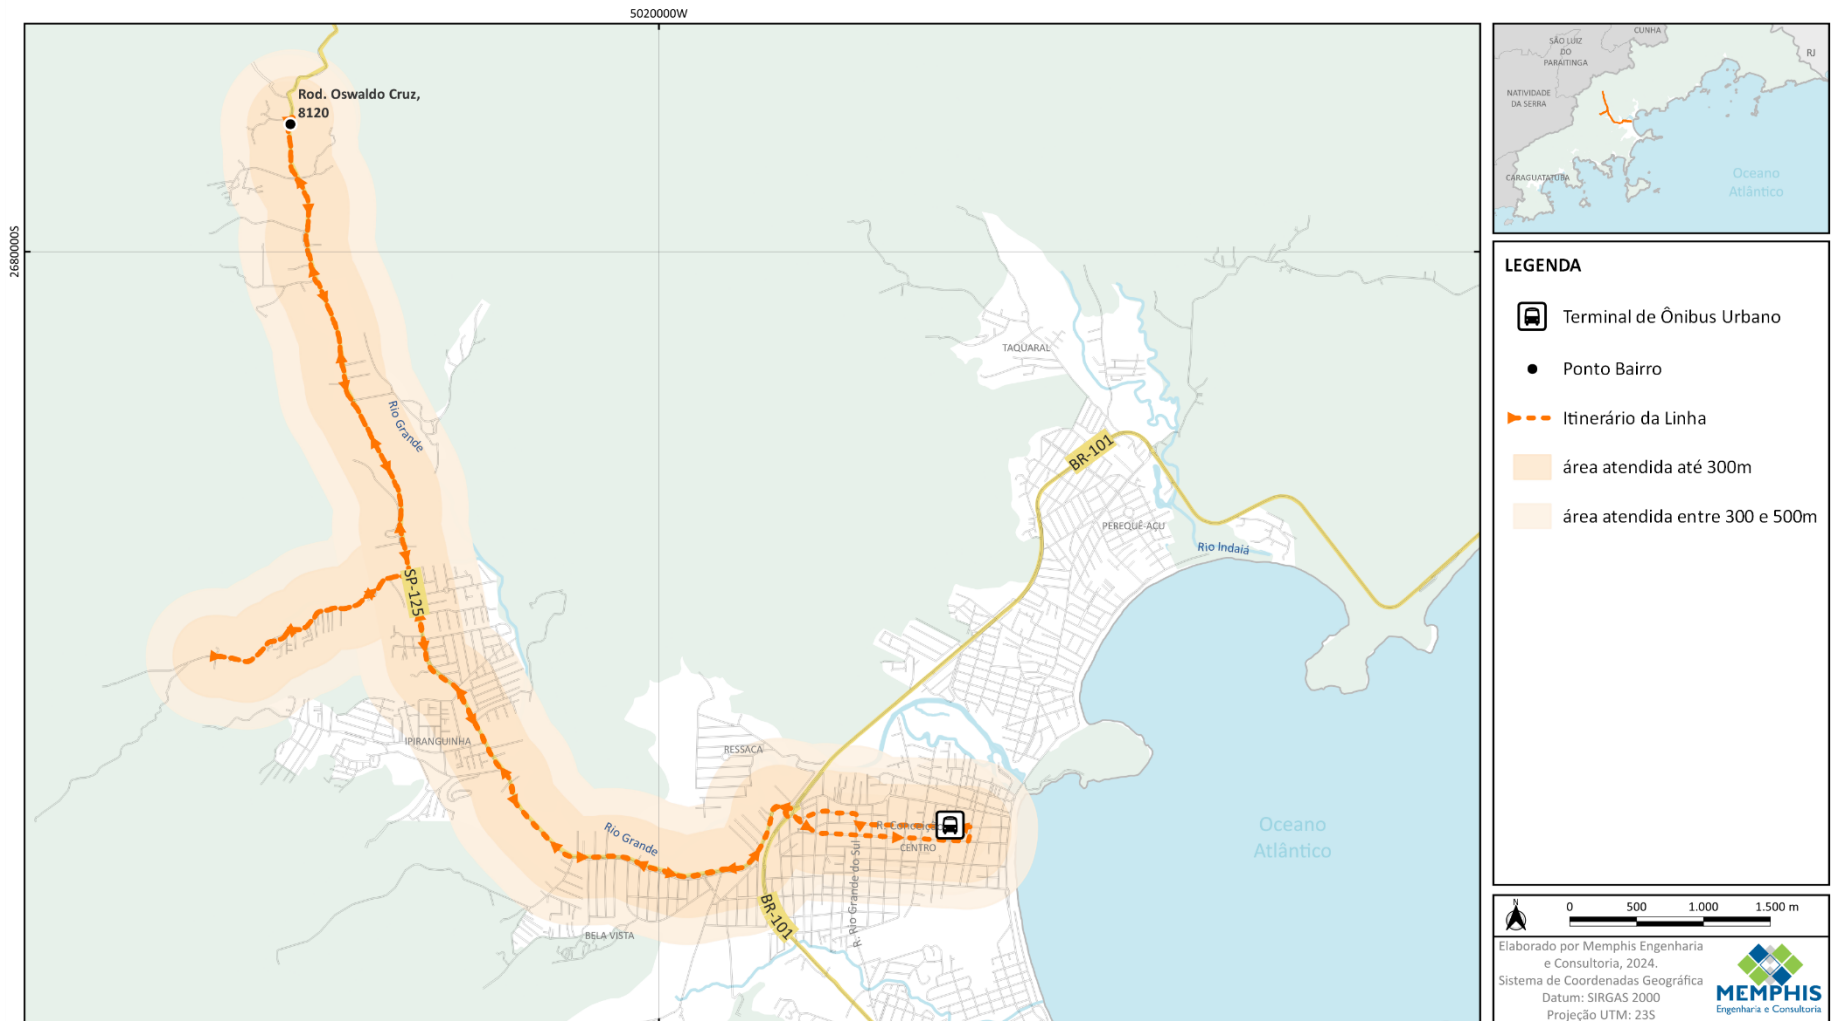 5020000W
2680000S
Rod. Oswaldo Cruz,
8120
Rio Grande
SP-125
IPIRANGUINHA
Rio Grande
BELA VISTA
RESSACA
BR-101
R. Conceição
CENTRO
R. Rio Grande do Sul
TAQUARAL
BR-101
PEREQUÊ-AÇU
Rio Indaiá
Oceano
Atlântico
CUNHA
SÃO LUIZ
DO
PARAITINGA
RJ
NATIVIDADE
DA SERRA
CARAGUATATUBA
Oceano
Atlântico
LEGENDA
Terminal de Ônibus Urbano
Ponto Bairro
Itinerário da Linha
área atendida até 300m
área atendida entre 300 e 500m
N
0 500 1.000 1.500 m
Elaborado por Memphis Engenharia
e Consultoria, 2024.
Sistema de Coordenadas Geográfica
Datum: SIRGAS 2000
Projeção UTM: 23S
MEMPHIS
Engenharia e Consultoria